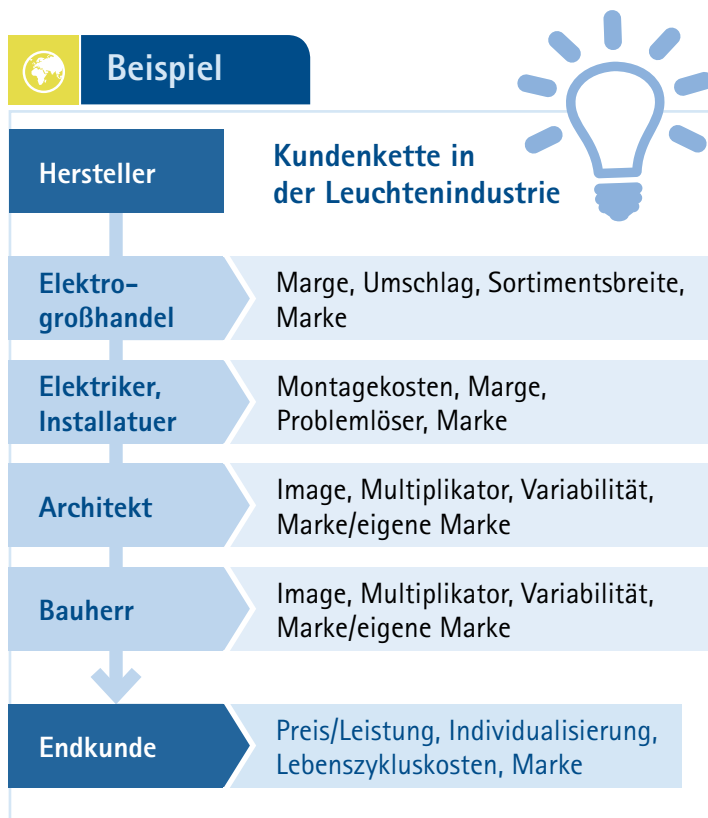 Beispiel
Hersteller
Kundenkette in
der Leuchtenindustrie
Elektro-
großhandel
Marge, Umschlag, Sortimentsbreite,
Marke
Elektriker,
Installatuer
Montagekosten, Marge,
Problemlöser, Marke
Architekt
Image, Multiplikator, Variabilität,
Marke/eigene Marke
Bauherr
Image, Multiplikator, Variabilität,
Marke/eigene Marke
Endkunde
Preis/Leistung, Individualisierung,
Lebenszykluskosten, Marke